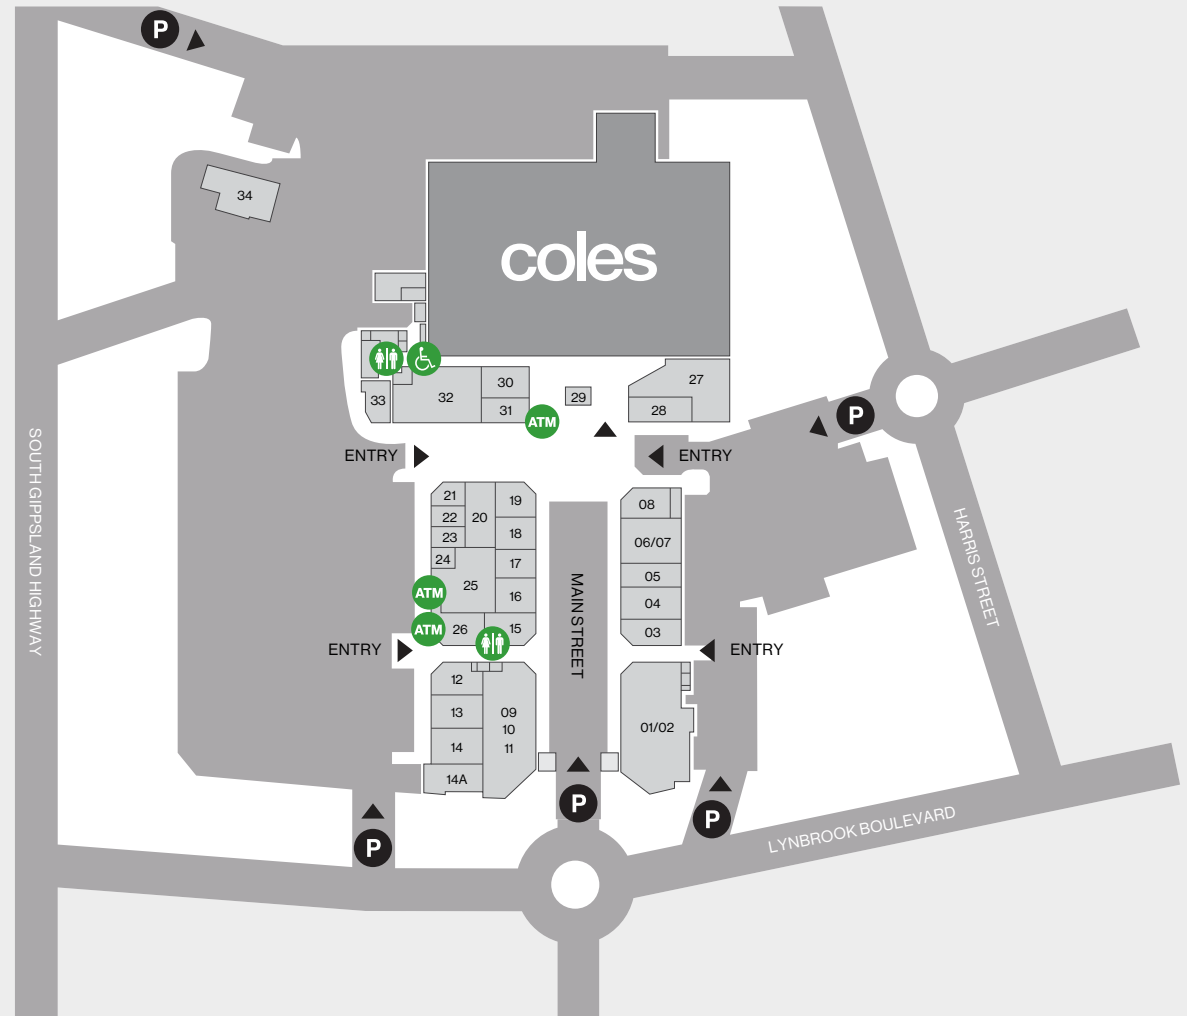 P
34
coles
27
30
32
29
33
31
28
ATM
P
ENTRY
ENTRY
SOUTH GIPPSLAND HIGHWAY
HARRIS STREET
21
19
08
22
20
23
18
06/07
24
17
25
05
ATM
16
04
MAIN STREET
ATM
26
15
03
ENTRY
ENTRY
12
13
09
10
11
01/02
14
14A
P
P
P
LYNBROOK BOULEVARD